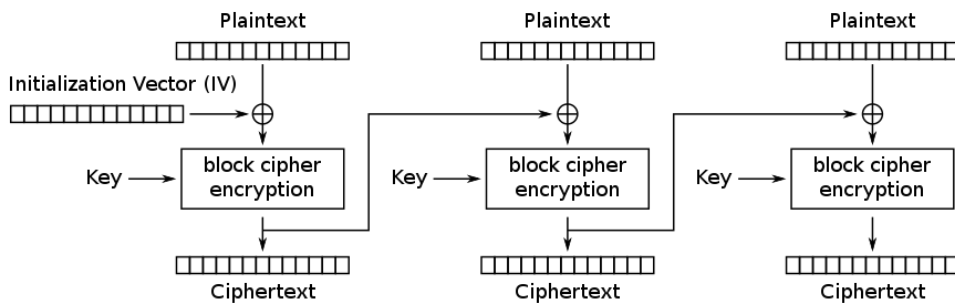 Plaintext
Plaintext
Plaintext
Initialization Vector (IV)
Key
block cipher
encryption
Key
block cipher
encryption
Key
block cipher
encryption
Ciphertext
Ciphertext
Ciphertext